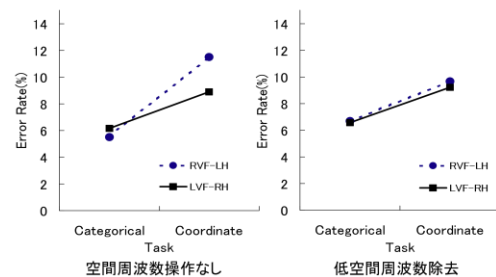 14
12
10
8
6
4
2
0
Error Rate(%)
RVF-LH
LVF-RH
Categorical
Coordinate
Task
空間周波数操作なし
14
12
10
8
6
4
2
0
Error Rate(%)
RVF-LH
LVF-RH
Categorical
Coordinate
Task
低空間周波数除去